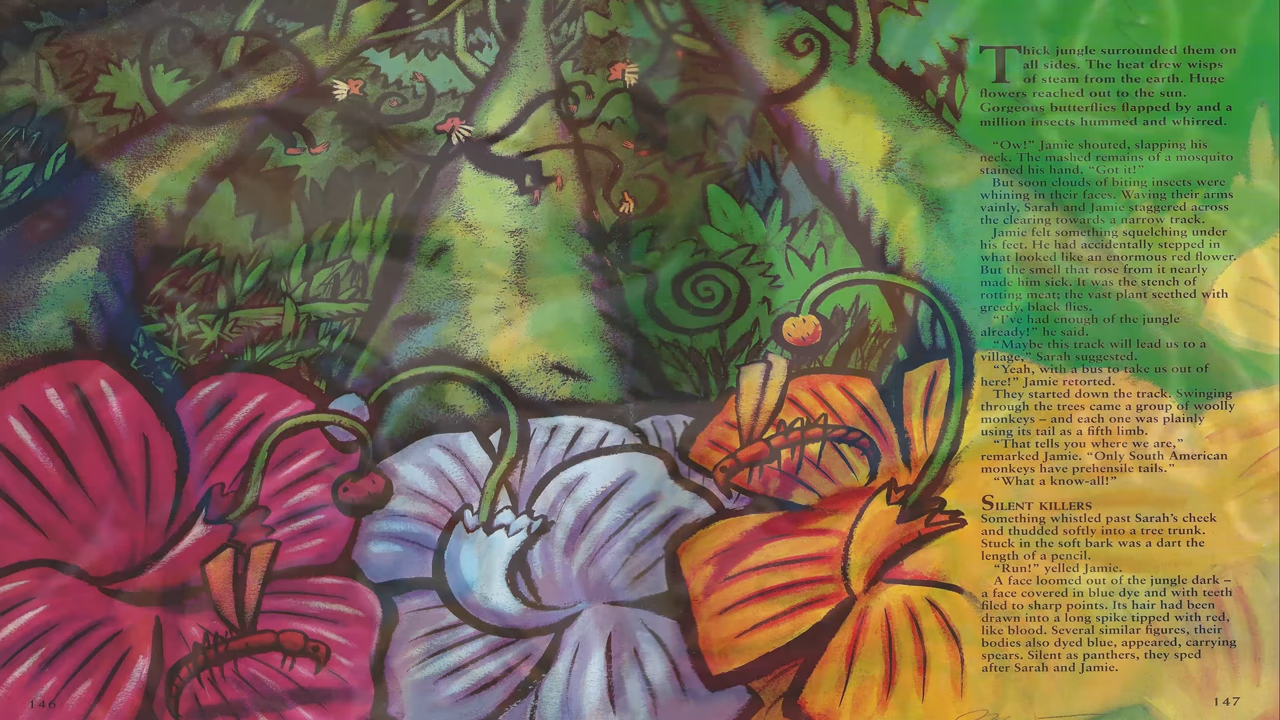 Thick jungle surrounded them on
all sides. The heat drew wisps
of steam from the earth. Huge
flowers reached out to the sun.
Gorgeous butterflies flapped by and a
million insects hummed and whirred.
“Ow!” Jamie shouted, slapping his
neck. The mashed remains of a mosquito
stained his hand. “Got it!”
But soon clouds of biting insects were
whining in their faces. Waving their arms
vainly, Sarah and Jamie staggered across
the clearing towards a narrow track.
Jamie felt something squelching under
his feet. He had accidentally stepped in
what looked like an enormous red flower.
But the smell that rose from it nearly
made him sick. It was the stench of
rotting meat; the vast plant seethed with
greedy, black flies.
“I’ve had enough of the jungle
already!” he said.
“Maybe this track will lead us to a
village,” Sarah suggested.
“Yeah, with a bus to take us out of
here!” Jamie retorted.
They started down the track. Swinging
through the trees came a group of woolly
monkeys – and each one was plainly
using its tail as a fifth limb.
“That tells you where we are,”
remarked Jamie. “Only South American
monkeys have prehensile tails.”
“What a know-all!”
SILENT KILLERS
Something whistled past Sarah’s cheek
and thudded softly into a tree trunk.
Stuck in the soft bark was a dart the
length of a pencil.
“Run!” yelled Jamie.
A face loomed out of the jungle dark –
a face covered in blue dye and with teeth
filed to sharp points. Its hair had been
drawn into a long spike tipped with red,
like blood. Several similar figures, their
bodies also dyed blue, appeared, carrying
spears. Silent as panthers, they sped
after Sarah and Jamie.
146
147